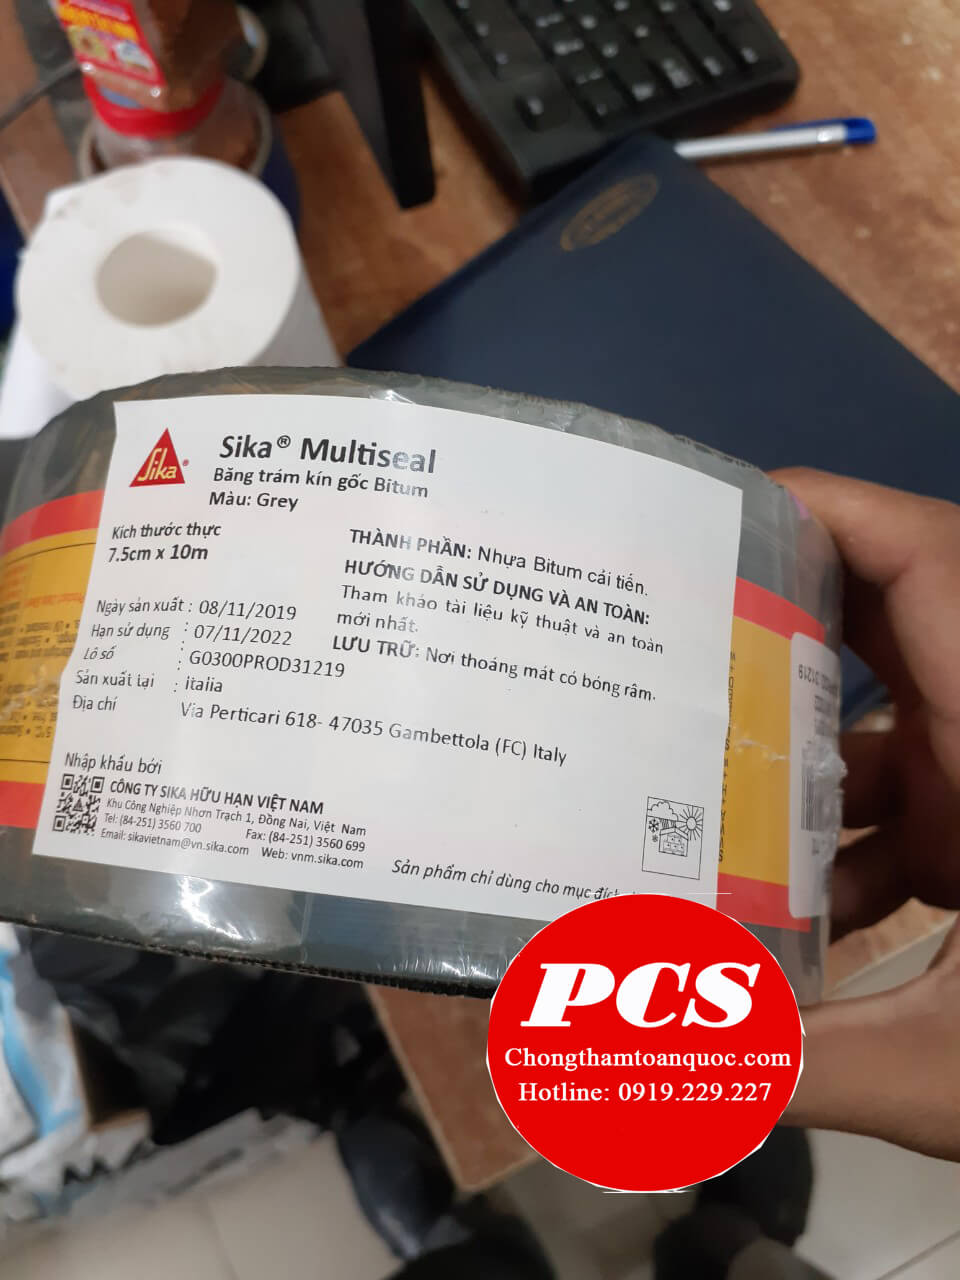 Sika®
Sika® Multiseal
Băng trám kín gốc Bitum
Màu: Grey
Kích thước thực
7.5cm x 10m
THÀNH PHẦN: Nhựa Bitum cải tiến.
HƯỚNG DẪN SỬ DỤNG VÀ AN TOÀN:
Tham khảo tài liệu kỹ thuật và an toàn
mới nhất.
LƯU TRỮ: Nơi thoáng mát có bóng râm.
Ngày sản xuất : 08/11/2019
Hạn sử dụng : 07/11/2022
Lô số : G0300PROD31219
Sản xuất tại : Italia
Địa chỉ Via Perticari 618- 47035 Gambettola (FC) Italy
Nhập khẩu bởi
CÔNG TY SIKA HỮU HẠN VIỆT NAM
Khu Công Nghiệp Nhơn Trạch 1, Đồng Nai, Việt Nam
Tel: (84-251) 3560 700 Fax: (84-251) 3560 699
Email: sikavietnam@vn.sika.com Web: vnm.sika.com
Sản phẩm chỉ dùng cho mục đích
PCS
Chongthamtoanquoc.com
Hotline: 0919.229.227